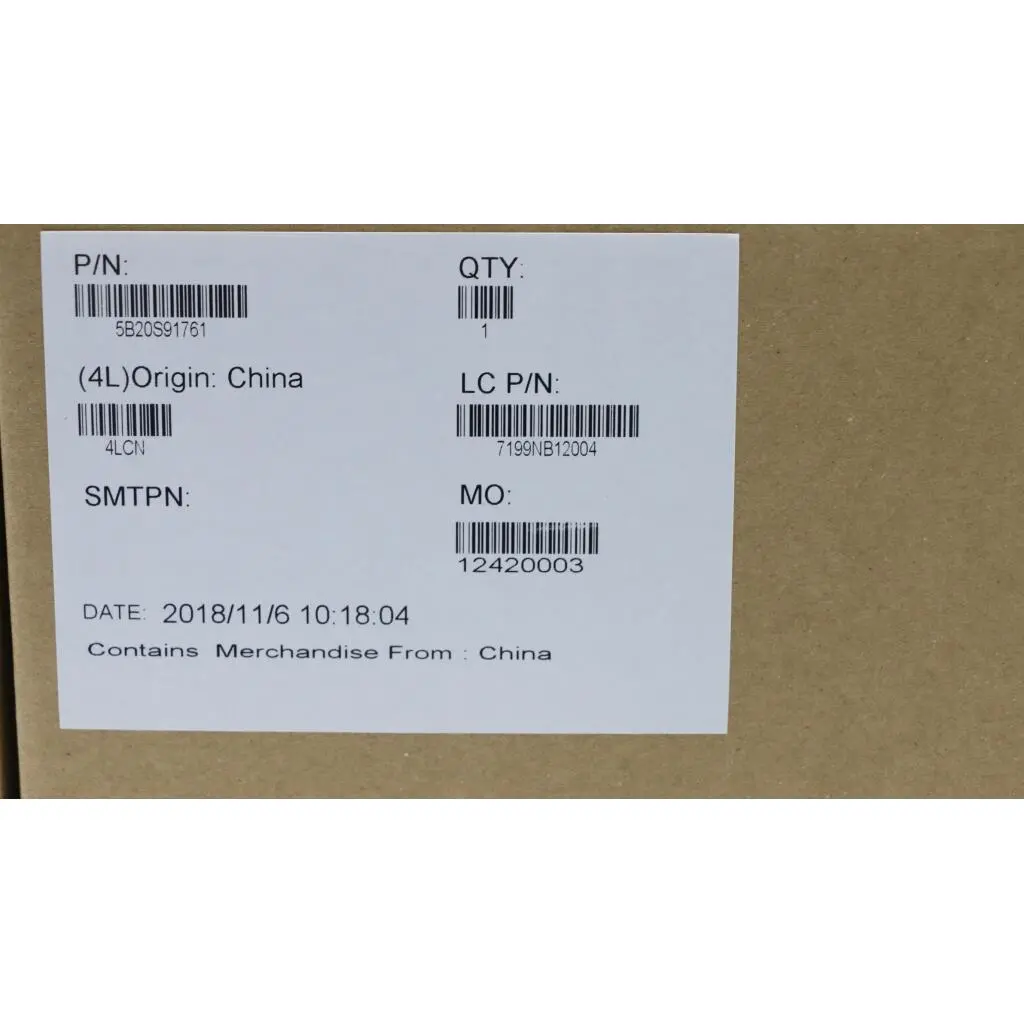 P/N:
5B20S91761
QTY:
1
(4L)Origin: China
4LCN
LC P/N:
7199NB12004
SMTPN:
MO:
12420003
DATE: 2018/11/6 10:18:04
Contains Merchandise From : China